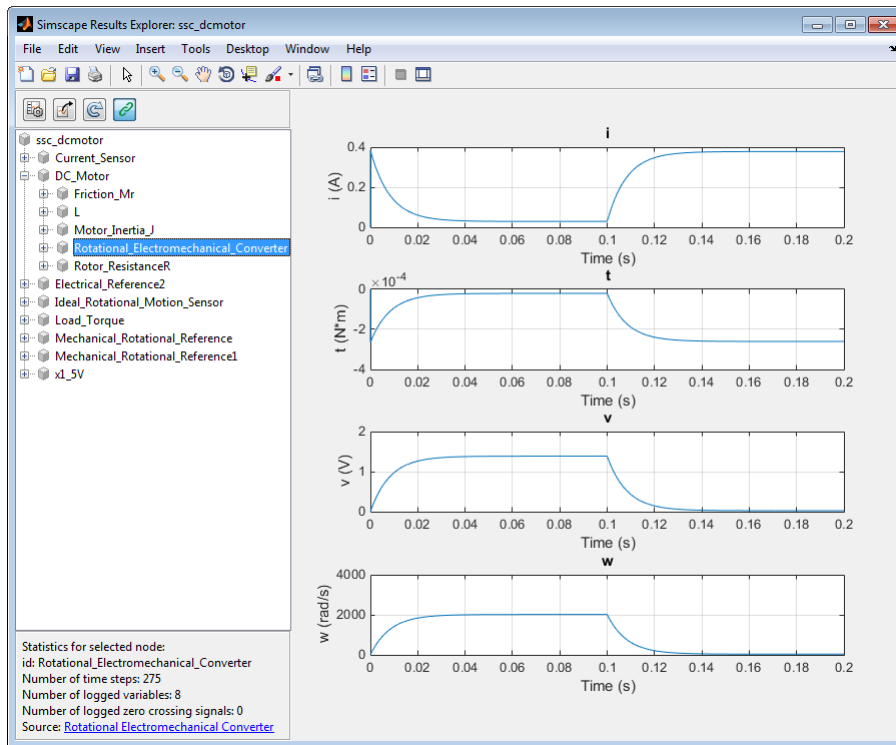 Simscape Results Explorer: ssc_dcmotor
File Edit View Insert Tools Desktop Window Help
ssc_dcmotor
Current_Sensor
DC_Motor
Friction_Mr
L
Motor_Inertia_J
Rotational_Electromechanical_Converter
Rotor_ResistanceR
Electrical_Reference2
Ideal_Rotational_Motion_Sensor
Load_Torque
Mechanical_Rotational_Reference
Mechanical_Rotational_Reference1
x1_5V
Statistics for selected node:
id: Rotational_Electromechanical_Converter
Number of time steps: 275
Number of logged variables: 8
Number of logged zero crossing signals: 0
Source: Rotational Electromechanical Converter
i
0.4
0.2
0
i (A)
0 0.02 0.04 0.06 0.08 0.1 0.12 0.14 0.16 0.18 0.2
Time (s)
×10⁻⁴
t
0
-2
-4
t (N*m)
0 0.02 0.04 0.06 0.08 0.1 0.12 0.14 0.16 0.18 0.2
Time (s)
v
2
1
0
v (V)
0 0.02 0.04 0.06 0.08 0.1 0.12 0.14 0.16 0.18 0.2
Time (s)
w
4000
2000
0
w (rad/s)
0 0.02 0.04 0.06 0.08 0.1 0.12 0.14 0.16 0.18 0.2
Time (s)